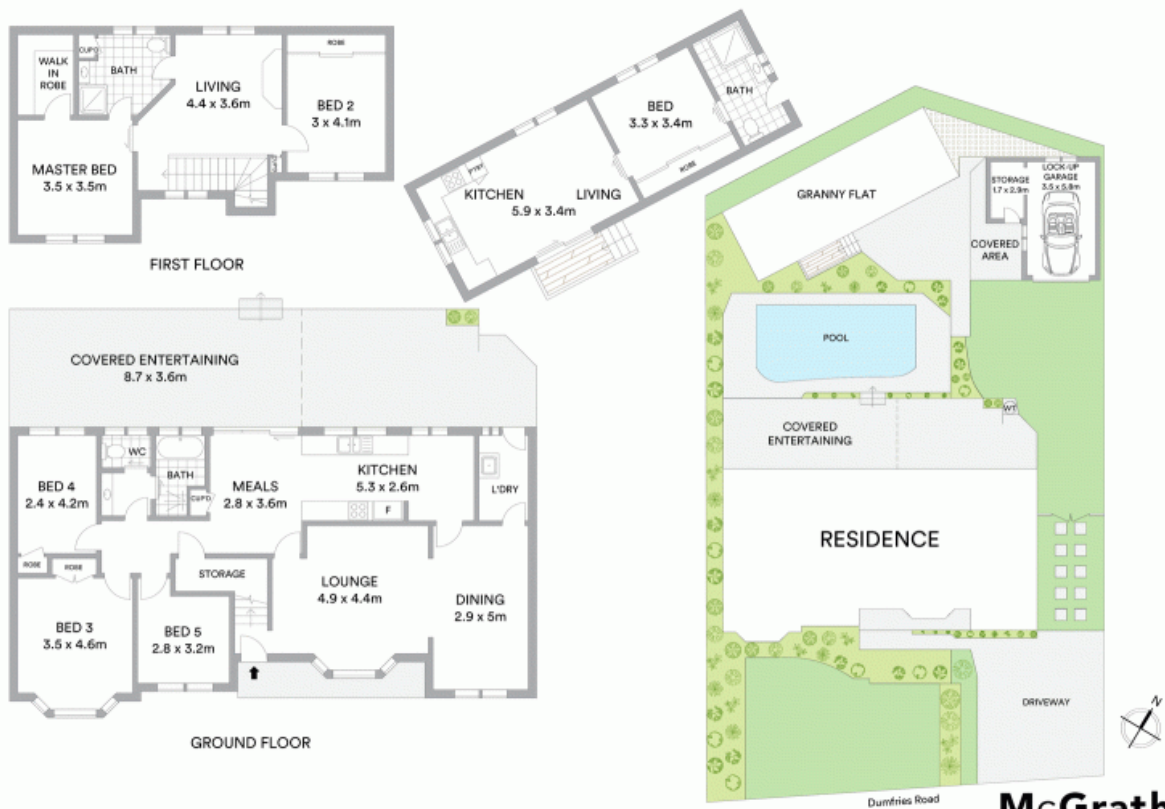 WALK
IN
ROBE
CUPD
BATH
LIVING
4.4 x 3.6m
ROBE
BED 2
3 x 4.1m
MASTER BED
3.5 x 3.5m
FIRST FLOOR
BATH
BED
3.3 x 3.4m
ROBE
PTRY
KITCHEN
LIVING
5.9 x 3.4m
COVERED ENTERTAINING
8.7 x 3.6m
BED 4
2.4 x 4.2m
WC
BATH
CUPD
MEALS
2.8 x 3.6m
KITCHEN
5.3 x 2.6m
F
L'DRY
ROBE
ROBE
STORAGE
LOUNGE
4.9 x 4.4m
DINING
2.9 x 5m
BED 3
3.5 x 4.6m
BED 5
2.8 x 3.2m
GROUND FLOOR
GRANNY FLAT
STORAGE
1.7 x 2.9m
LOCK-UP
GARAGE
3.5 x 5.8m
COVERED
AREA
POOL
WT
COVERED
ENTERTAINING
RESIDENCE
DRIVEWAY
N
Dumfries Road
McGrath